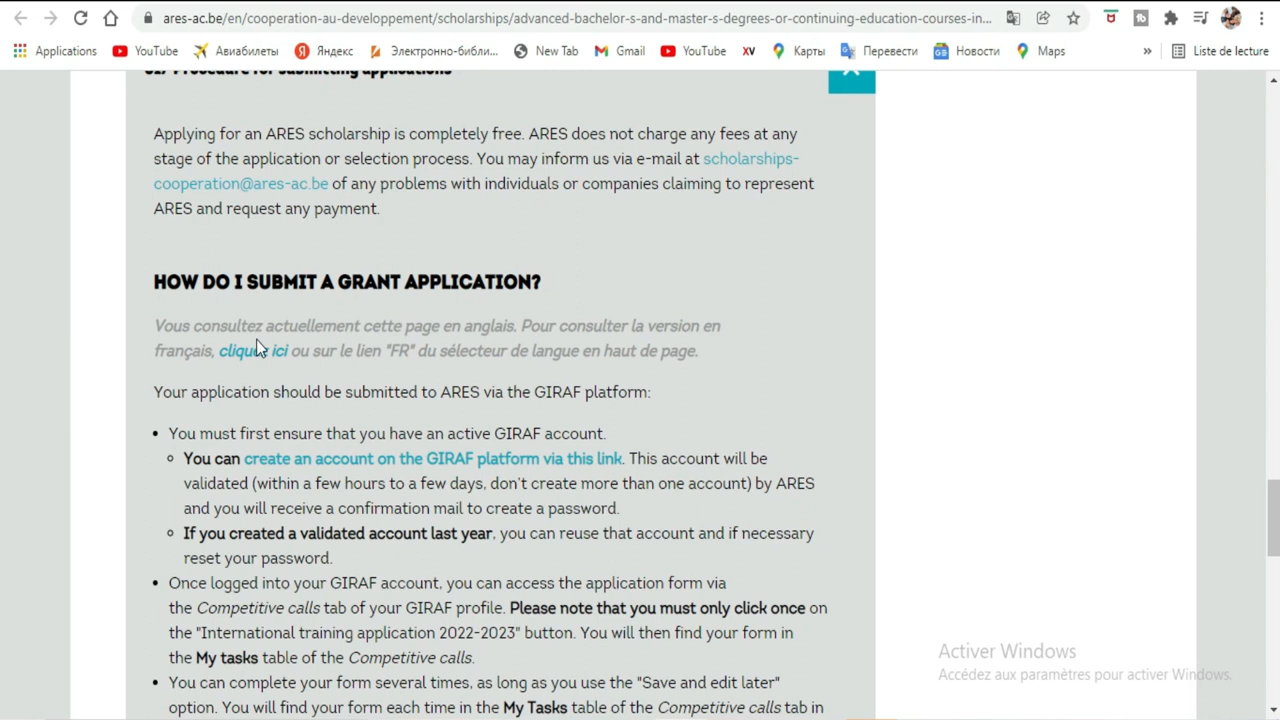 ares-ac.be/en/cooperation-au-developpement/scholarships/advanced-bachelor-s-and-master-s-degrees-or-continuing-education-courses-in...
Applications YouTube Авиабилеты Яндекс Электронно-библи... New Tab Gmail YouTube XV Карты Перевести Новости Maps » Liste de lecture
Procedure for submitting applications
Applying for an ARES scholarship is completely free. ARES does not charge any fees at any
stage of the application or selection process. You may inform us via e-mail at scholarships-
cooperation@ares-ac.be of any problems with individuals or companies claiming to represent
ARES and request any payment.
HOW DO I SUBMIT A GRANT APPLICATION?
Vous consultez actuellement cette page en anglais. Pour consulter la version en
français, cliquez ici ou sur le lien "FR" du sélecteur de langue en haut de page.
Your application should be submitted to ARES via the GIRAF platform:
• You must first ensure that you have an active GIRAF account.
You can create an account on the GIRAF platform via this link. This account will be
validated (within a few hours to a few days, don't create more than one account) by ARES
and you will receive a confirmation mail to create a password.
If you created a validated account last year, you can reuse that account and if necessary
reset your password.
• Once logged into your GIRAF account, you can access the application form via
the Competitive calls tab of your GIRAF profile. Please note that you must only click once on
the "International training application 2022-2023" button. You will then find your form in
the My tasks table of the Competitive calls.
• You can complete your form several times, as long as you use the "Save and edit later"
option. You will find your form each time in the My Tasks table of the Competitive calls tab in
Activer Windows
Accédez aux paramètres pour activer Windows.